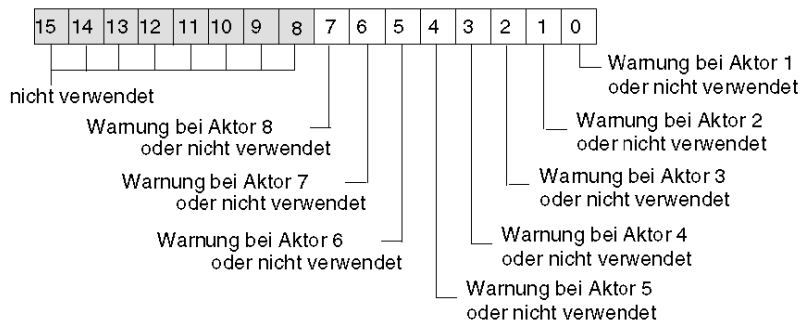 15 14 13 12 11 10 9 8 7 6 5 4 3 2 1 0
Warnung bei Aktor 1
oder nicht verwendet
nicht verwendet
Warnung bei Aktor 8
oder nicht verwendet
Warnung bei Aktor 2
oder nicht verwendet
Warnung bei Aktor 7
oder nicht verwendet
Warnung bei Aktor 3
oder nicht verwendet
Warnung bei Aktor 6
oder nicht verwendet
Warnung bei Aktor 4
oder nicht verwendet
Warnung bei Aktor 5
oder nicht verwendet